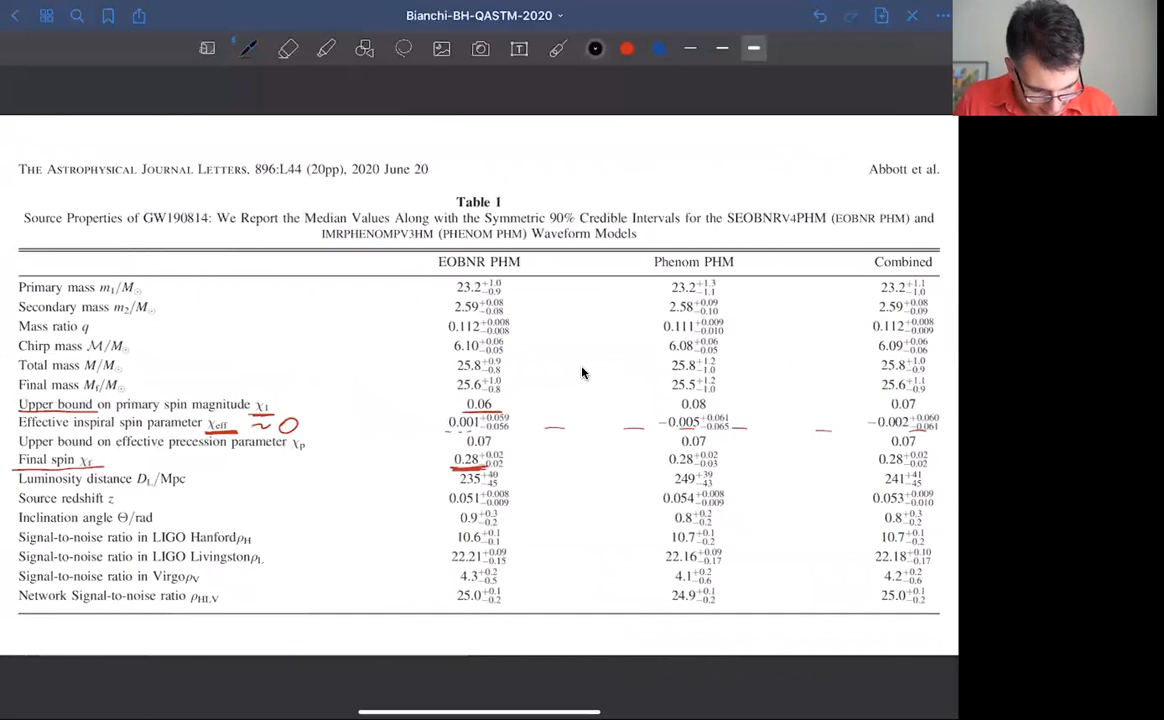 Bianchi-BH-QASTM-2020
THE ASTROPHYSICAL JOURNAL LETTERS, 896:L44 (20pp), 2020 June 20 Abbott et al.
Table 1
Source Properties of GW190814: We Report the Median Values Along with the Symmetric 90% Credible Intervals for the SEOBNRV4PHM (EOBNR PHM) and
IMRPHENOMPV3HM (PHENOM PHM) Waveform Models
EOBNR PHM Phenom PHM Combined
Primary mass m₁/M☉ 23.2+1.0−0.9 23.2+1.3−1.1 23.2+1.1−1.0
Secondary mass m₂/M☉ 2.59+0.08−0.08 2.58+0.09−0.10 2.59+0.08−0.09
Mass ratio q 0.112+0.008−0.008 0.111+0.009−0.010 0.112+0.008−0.009
Chirp mass ℳ/M☉ 6.10+0.06−0.05 6.08+0.06−0.05 6.09+0.06−0.06
Total mass M/M☉ 25.8+0.9−0.8 25.8+1.2−1.0 25.8+1.0−0.9
Final mass Mf/M☉ 25.6+1.0−0.8 25.5+1.2−1.0 25.6+1.1−0.9
Upper bound on primary spin magnitude χ₁ 0.06 0.08 0.07
Effective inspiral spin parameter χeff ~ 0 0.001+0.059−0.056 −0.005+0.061−0.065 −0.002+0.060−0.061
Upper bound on effective precession parameter χp 0.07 0.07 0.07
Final spin χf 0.28+0.02−0.02 0.28+0.02−0.03 0.28+0.02−0.02
Luminosity distance DL/Mpc 235+40−45 249+39−43 241+41−45
Source redshift z 0.051+0.008−0.009 0.054+0.008−0.009 0.053+0.009−0.010
Inclination angle Θ/rad 0.9+0.3−0.2 0.8+0.2−0.2 0.8+0.3−0.2
Signal-to-noise ratio in LIGO HanfordρH 10.6+0.1−0.1 10.7+0.1−0.2 10.7+0.1−0.2
Signal-to-noise ratio in LIGO LivingstonρL 22.21+0.09−0.15 22.16+0.09−0.17 22.18+0.10−0.17
Signal-to-noise ratio in VirgoρV 4.3+0.2−0.5 4.1+0.2−0.6 4.2+0.2−0.6
Network Signal-to-noise ratio ρHLV 25.0+0.1−0.2 24.9+0.1−0.2 25.0+0.1−0.2